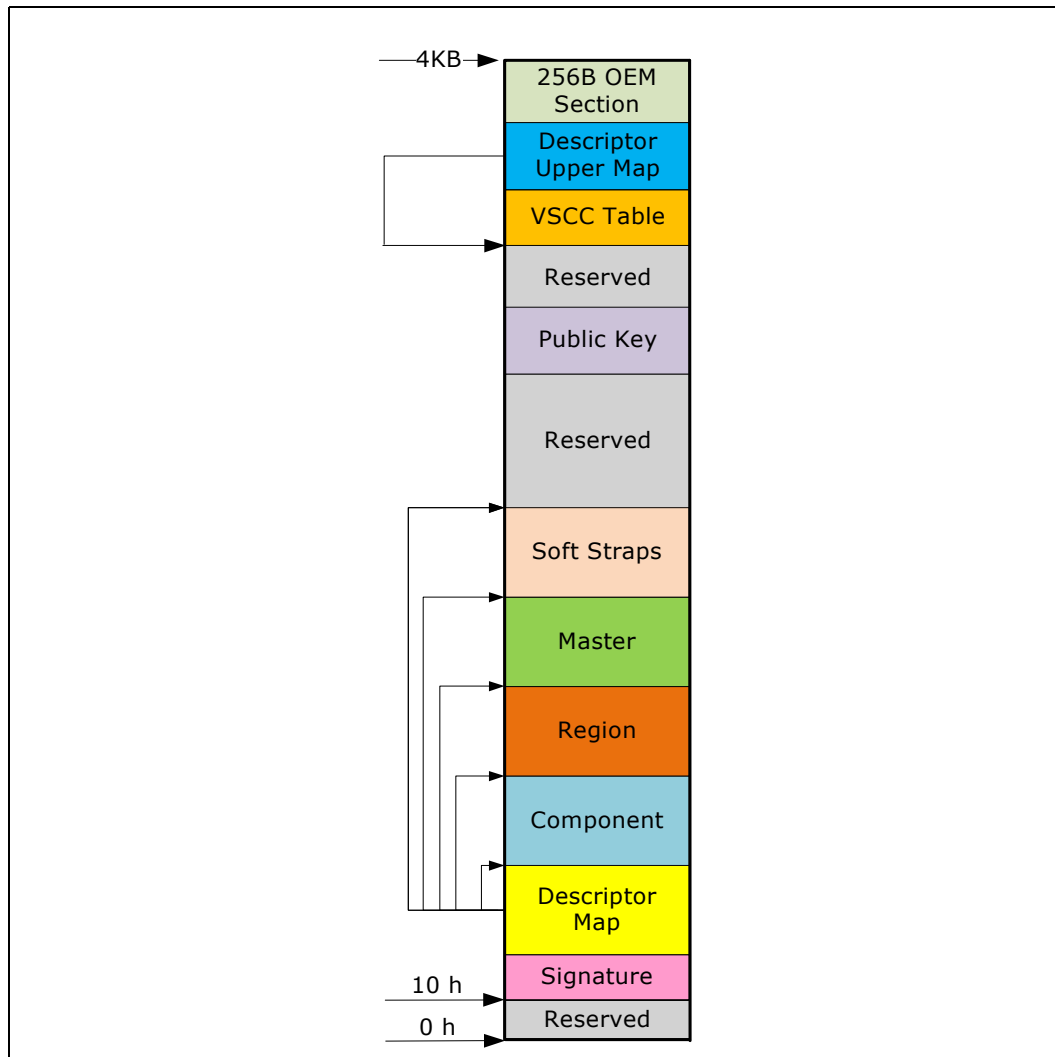 4KB
256B OEM
Section
Descriptor
Upper Map
VSCC Table
Reserved
Public Key
Reserved
Soft Straps
Master
Region
Component
Descriptor
Map
Signature
10 h
Reserved
0 h